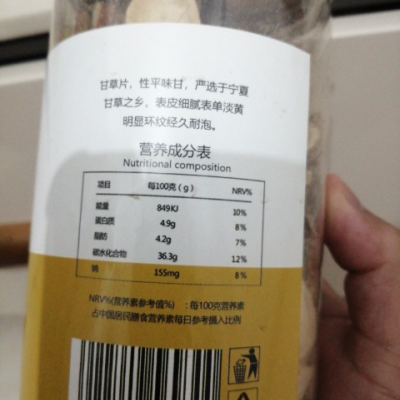 甘草片，性平味甘，严选于宁夏
甘草之乡，表皮细腻表单淡黄
明显环纹经久耐泡。
营养成分表
Nutritional composition
项目 每100克（g） NRV%
能量 849KJ 10%
蛋白质 4.9g 8%
脂肪 4.2g 7%
碳水化合物 36.3g 12%
钠 155mg 8%
NRV%(营养素参考值%)：每100克营养素
占中国居民膳食营养素每日参考摄入比例